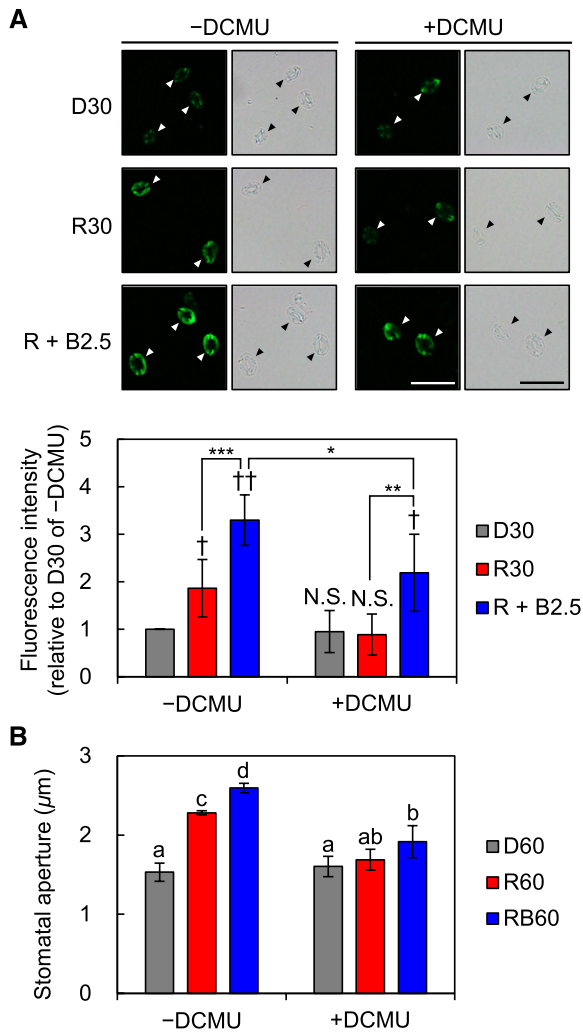 A
−DCMU
+DCMU
D30
R30
R + B2.5
Fluorescence intensity
(relative to D30 of −DCMU)
5
4
3
2
1
0
***
*
††
†
**
†
N.S.
N.S.
D30
R30
R + B2.5
−DCMU
+DCMU
B
Stomatal aperture (μm)
3
2
1
0
a
c
d
a
ab
b
D60
R60
RB60
−DCMU
+DCMU